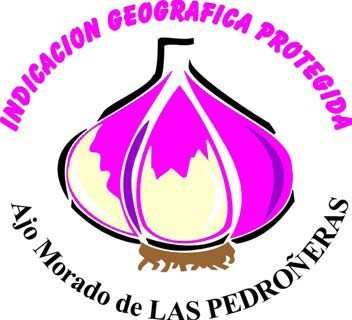 INDICACION GEOGRAFICA PROTEGIDA
Ajo Morado de LAS PEDROÑERAS